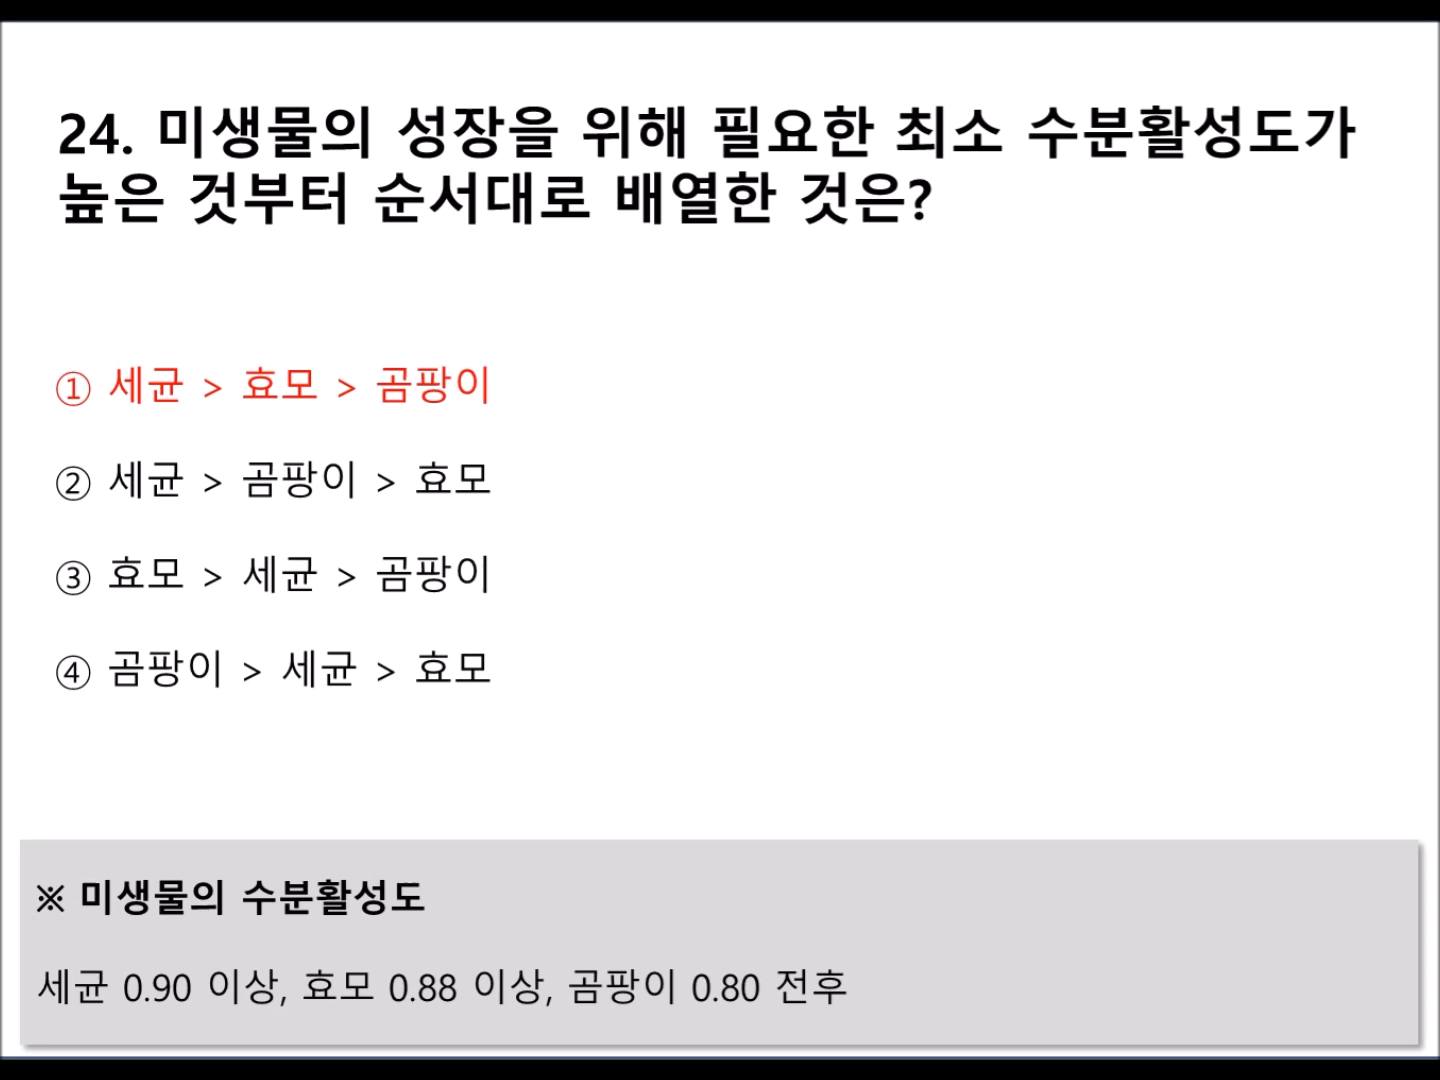 24. 미생물의 성장을 위해 필요한 최소 수분활성도가
높은 것부터 순서대로 배열한 것은?
① 세균 > 효모 > 곰팡이
② 세균 > 곰팡이 > 효모
③ 효모 > 세균 > 곰팡이
④ 곰팡이 > 세균 > 효모
※ 미생물의 수분활성도
세균 0.90 이상, 효모 0.88 이상, 곰팡이 0.80 전후